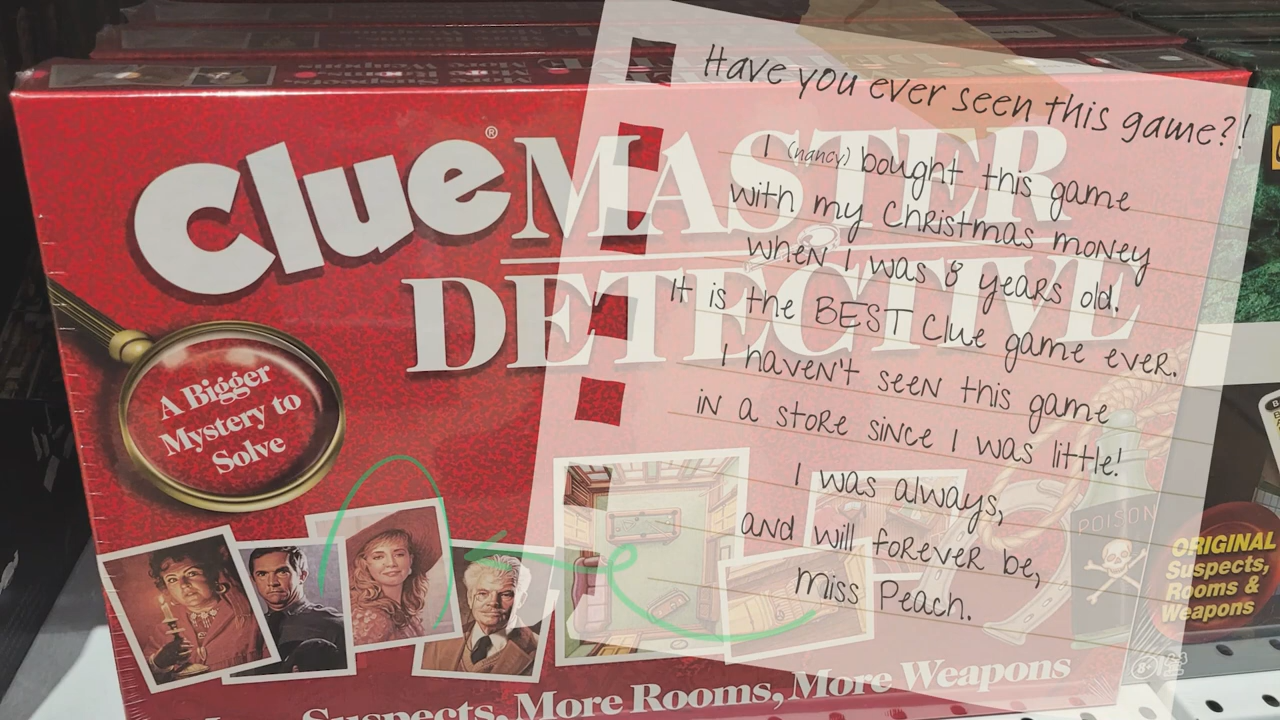 Clue® MASTER
DETECTIVE
A Bigger
Mystery to
Solve
Suspects, More Rooms, More Weapons
POISON
ORIGINAL
Suspects,
Rooms &
Weapons
Have you ever seen this game?!
I (nancy) bought this game
with my Christmas money
when I was 8 years old.
It is the BEST Clue game ever.
I haven't seen this game
in a store since I was little!
I was always,
and will forever be,
Miss Peach.